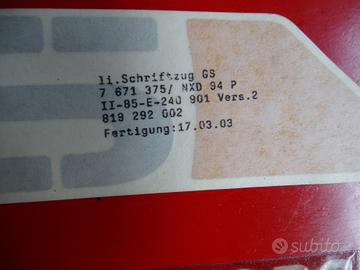 li.Schriftzug GS
7 671 375/ NXD 94 P
II-85-E-240 901 Vers.2
819 292 002
Fertigung:17.03.03
subito